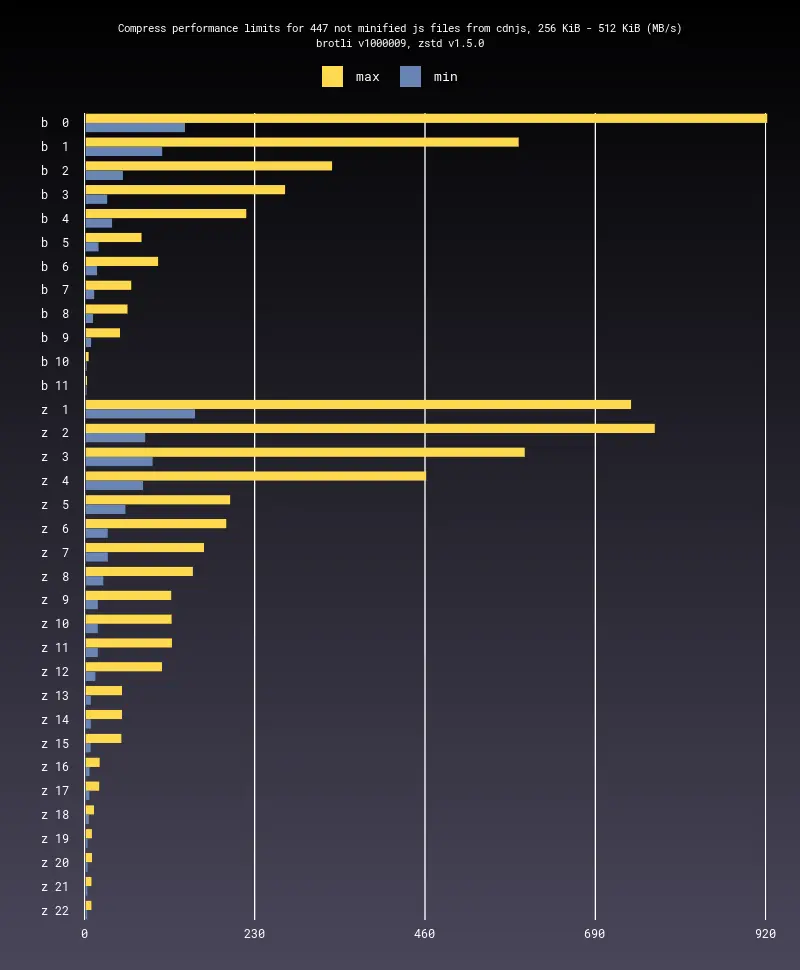 Compress performance limits for 447 not minified js files from cdnjs, 256 KiB - 512 KiB (MB/s)
brotli v1000009, zstd v1.5.0
max min
b 0
b 1
b 2
b 3
b 4
b 5
b 6
b 7
b 8
b 9
b 10
b 11
z 1
z 2
z 3
z 4
z 5
z 6
z 7
z 8
z 9
z 10
z 11
z 12
z 13
z 14
z 15
z 16
z 17
z 18
z 19
z 20
z 21
z 22
0 230 460 690 920